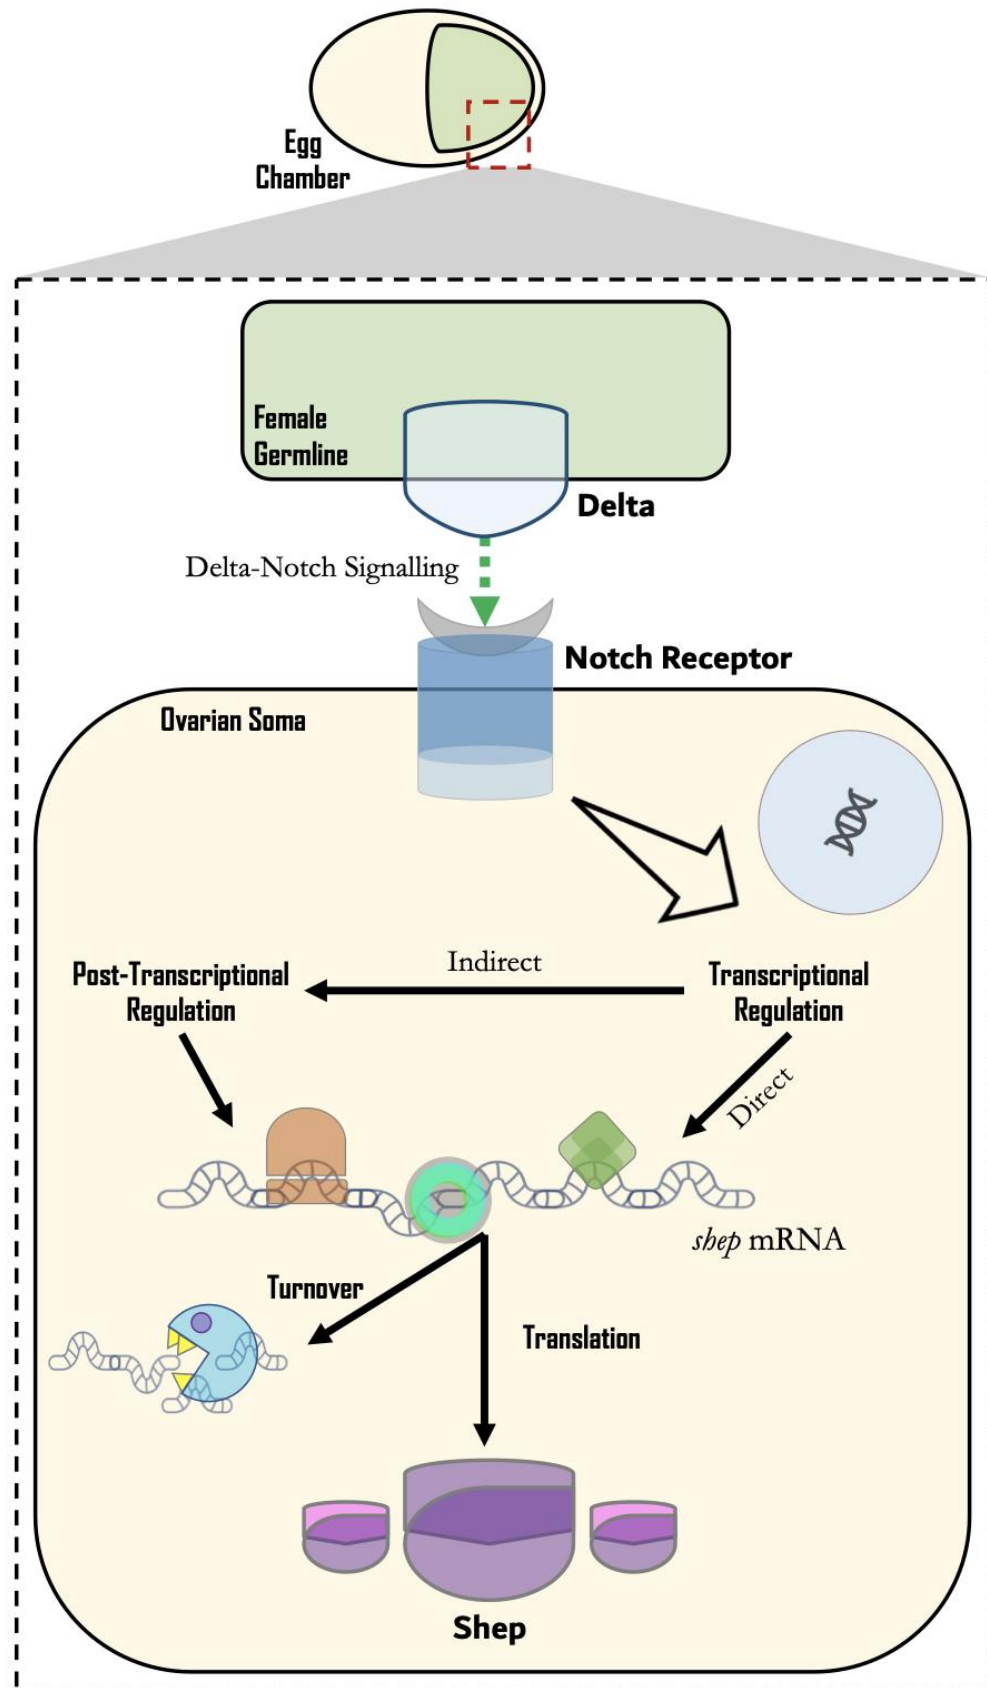 Egg
Chamber
Female
Germline
Delta
Delta-Notch Signalling
Notch Receptor
Ovarian Soma
Indirect
Post-Transcriptional
Regulation
Transcriptional
Regulation
Direct
shep mRNA
Turnover
Translation
Shep